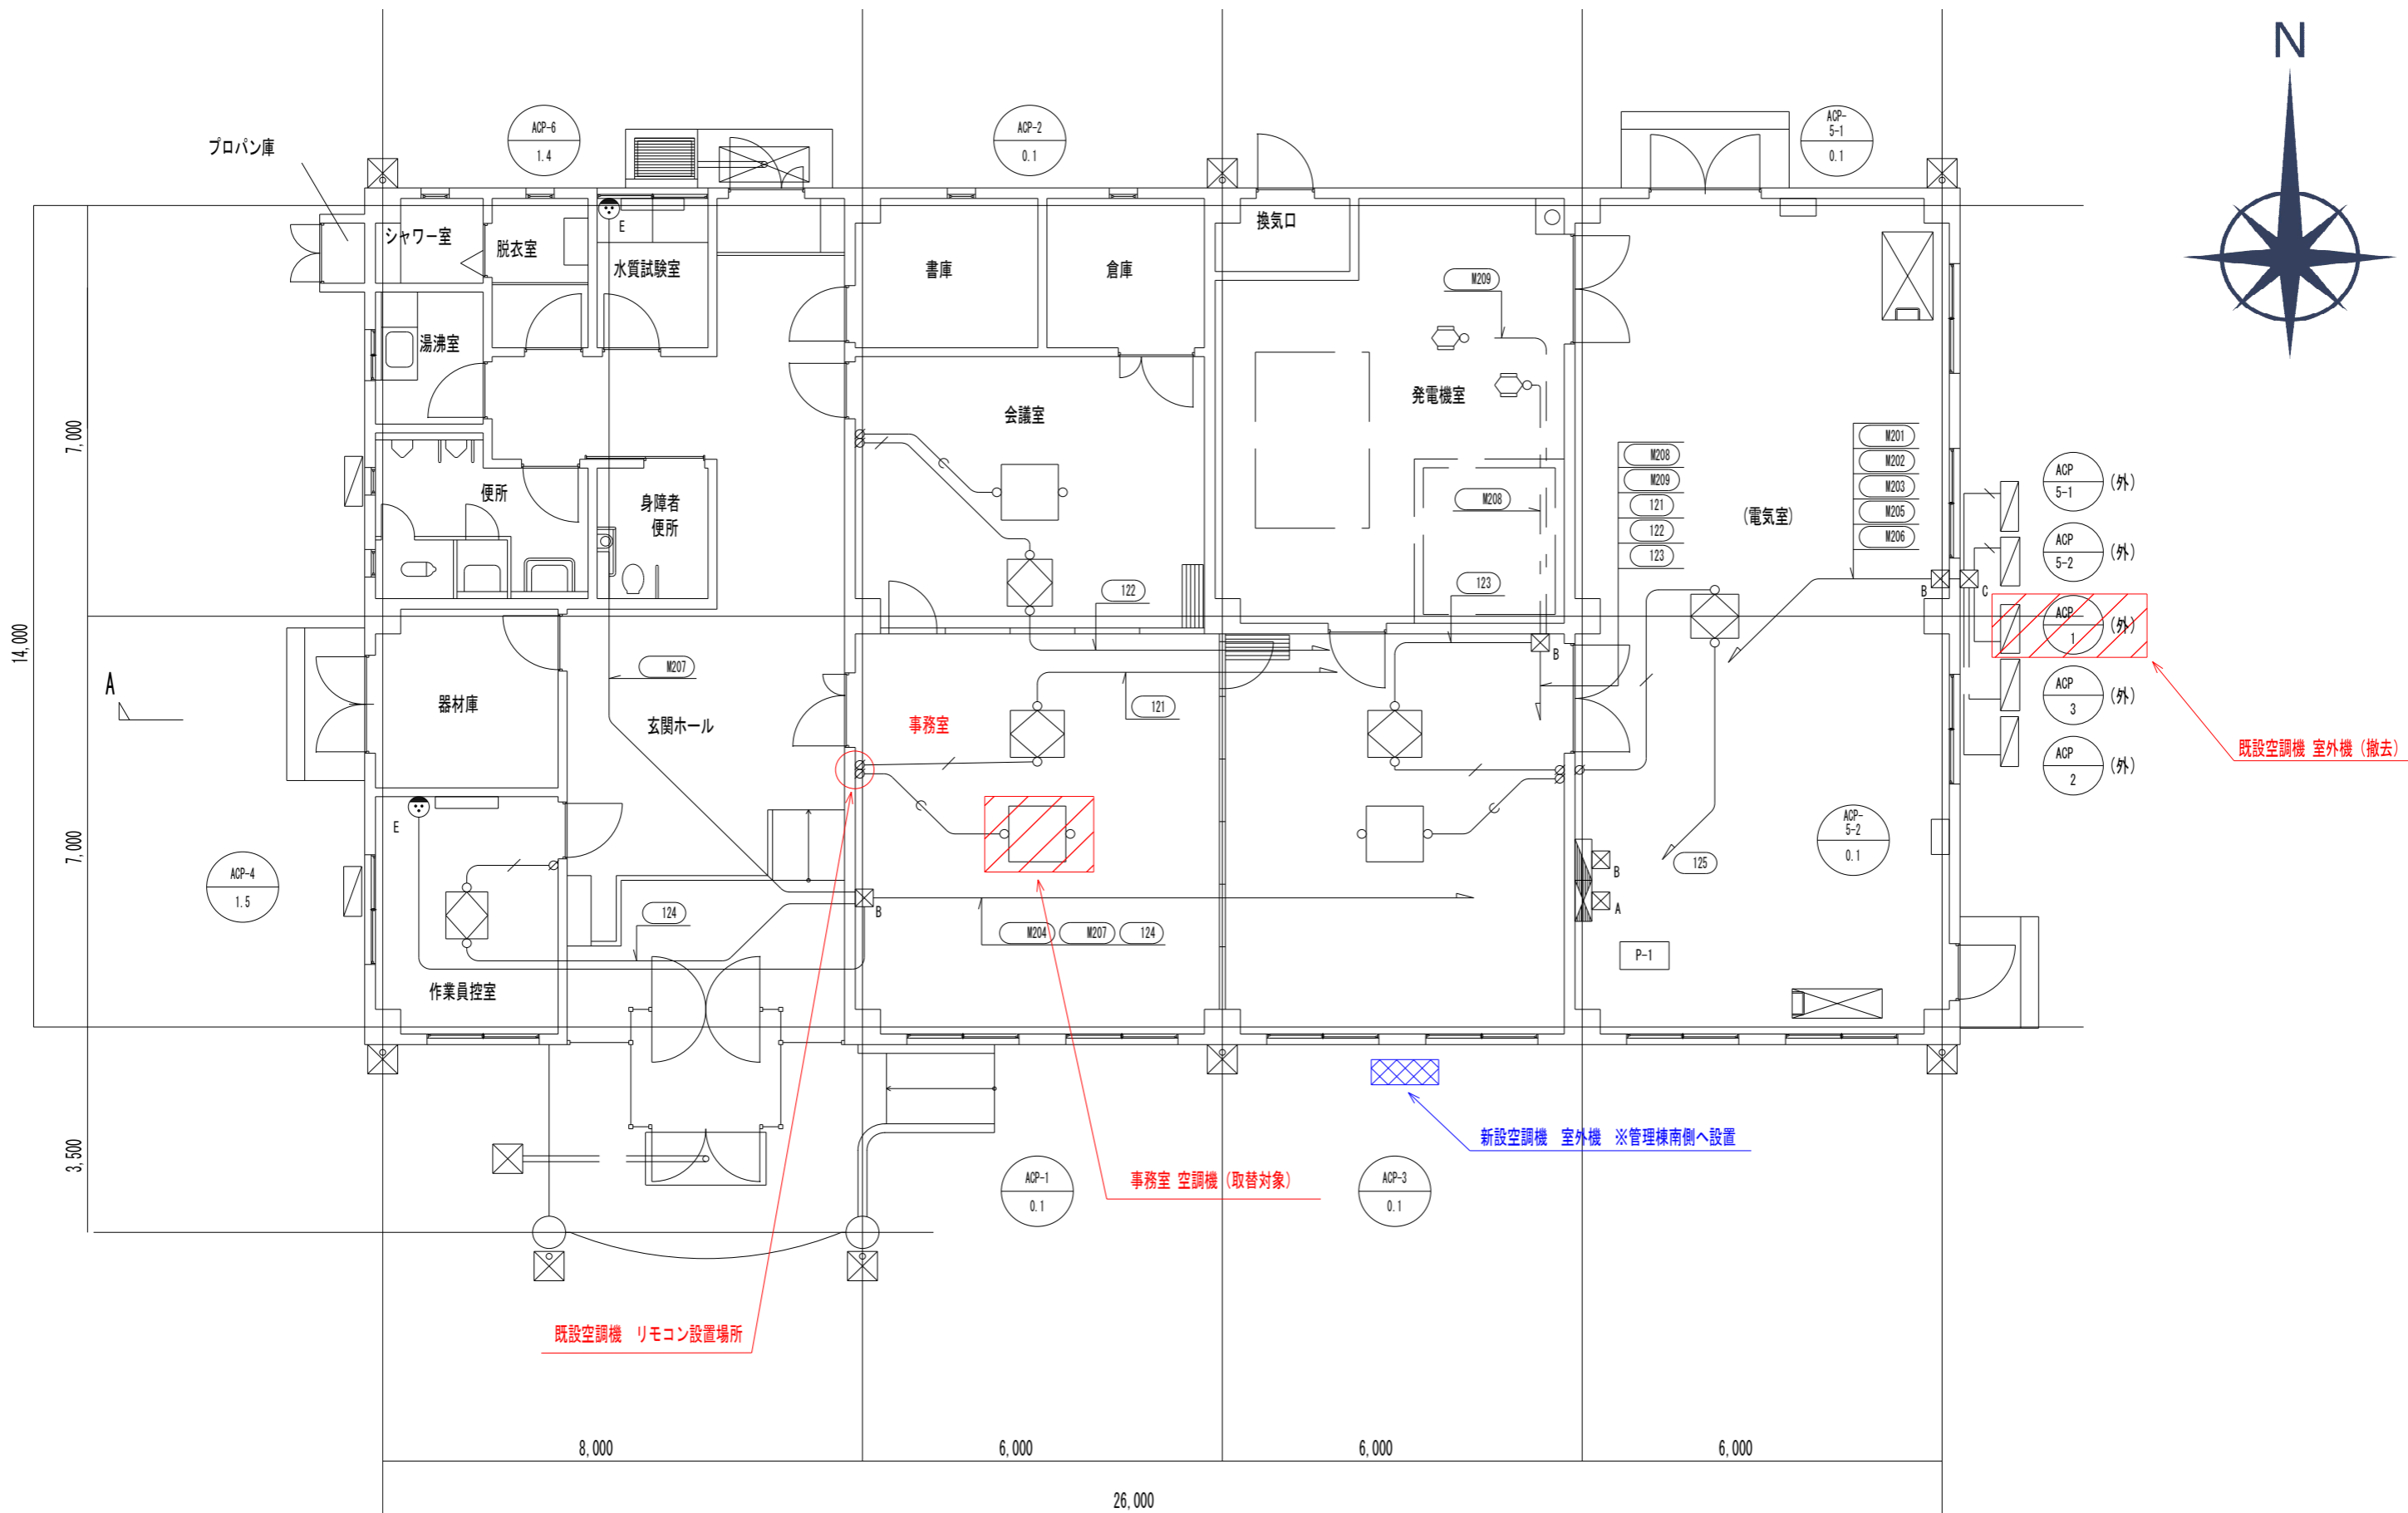 N
ACP-6
1.4
ACP-2
0.1
ACP-
5-1
0.1
プロパン庫
シャワー室
脱衣室
E
水質試験室
書庫
倉庫
換気口
M209
湯沸室
会議室
発電機室
7,000
便所
身障者
便所
M208
M208
M209
121
122
123
(電気室)
M201
M202
M203
M205
M206
ACP
5-1
(外)
ACP
5-2
(外)
122
123
B
C
ACP
1
(外)
14,000
B
M207
A
器材庫
玄関ホール
事務室
121
ACP
3
(外)
既設空調機 室外機 (撤去)
ACP
2
(外)
E
ACP-
5-2
0.1
7,000
ACP-4
1.5
125
B
A
124
B
M204
M207
124
P-1
作業員控室
3,500
新設空調機 室外機 ※管理棟南側へ設置
ACP-1
0.1
事務室 空調機 (取替対象)
ACP-3
0.1
既設空調機 リモコン設置場所
8,000
6,000
6,000
6,000
26,000